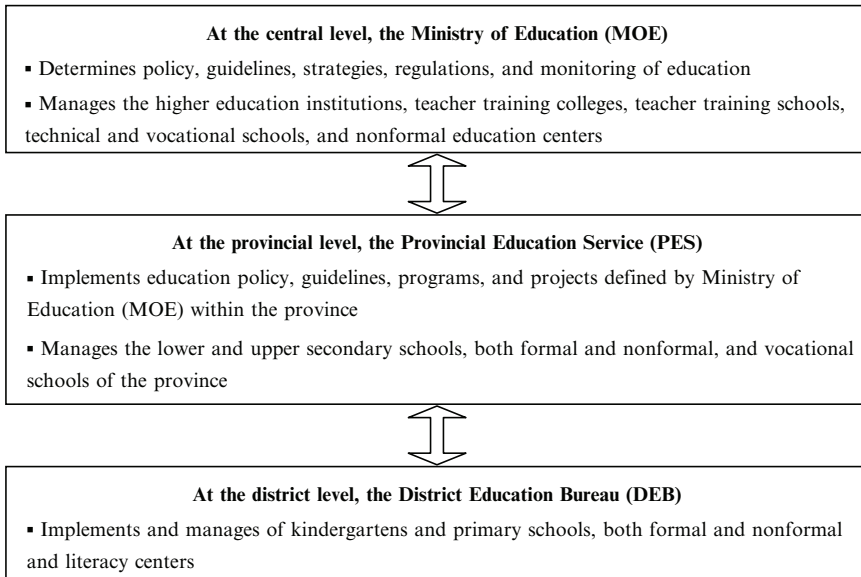 At the central level, the Ministry of Education (MOE)
▪ Determines policy, guidelines, strategies, regulations, and monitoring of education
▪ Manages the higher education institutions, teacher training colleges, teacher training schools,
technical and vocational schools, and nonformal education centers
At the provincial level, the Provincial Education Service (PES)
▪ Implements education policy, guidelines, programs, and projects defined by Ministry of
Education (MOE) within the province
▪ Manages the lower and upper secondary schools, both formal and nonformal, and vocational
schools of the province
At the district level, the District Education Bureau (DEB)
▪ Implements and manages of kindergartens and primary schools, both formal and nonformal
and literacy centers